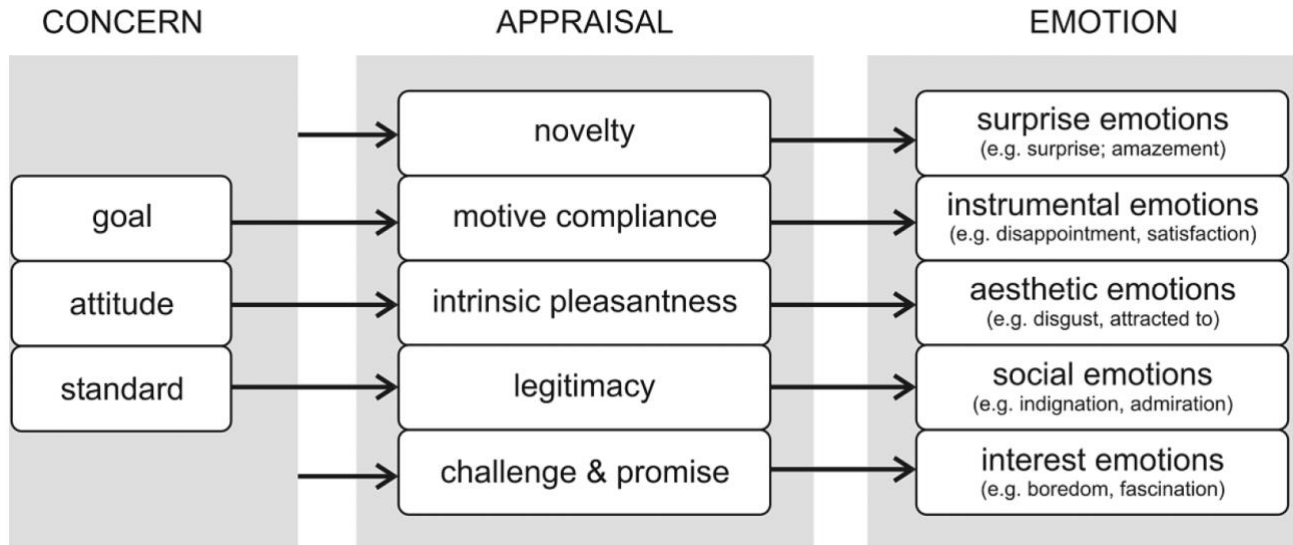 CONCERN
APPRAISAL
EMOTION
novelty
surprise emotions
(e.g. surprise; amazement)
goal
motive compliance
instrumental emotions
(e.g. disappointment, satisfaction)
attitude
intrinsic pleasantness
aesthetic emotions
(e.g. disgust, attracted to)
standard
legitimacy
social emotions
(e.g. indignation, admiration)
challenge & promise
interest emotions
(e.g. boredom, fascination)